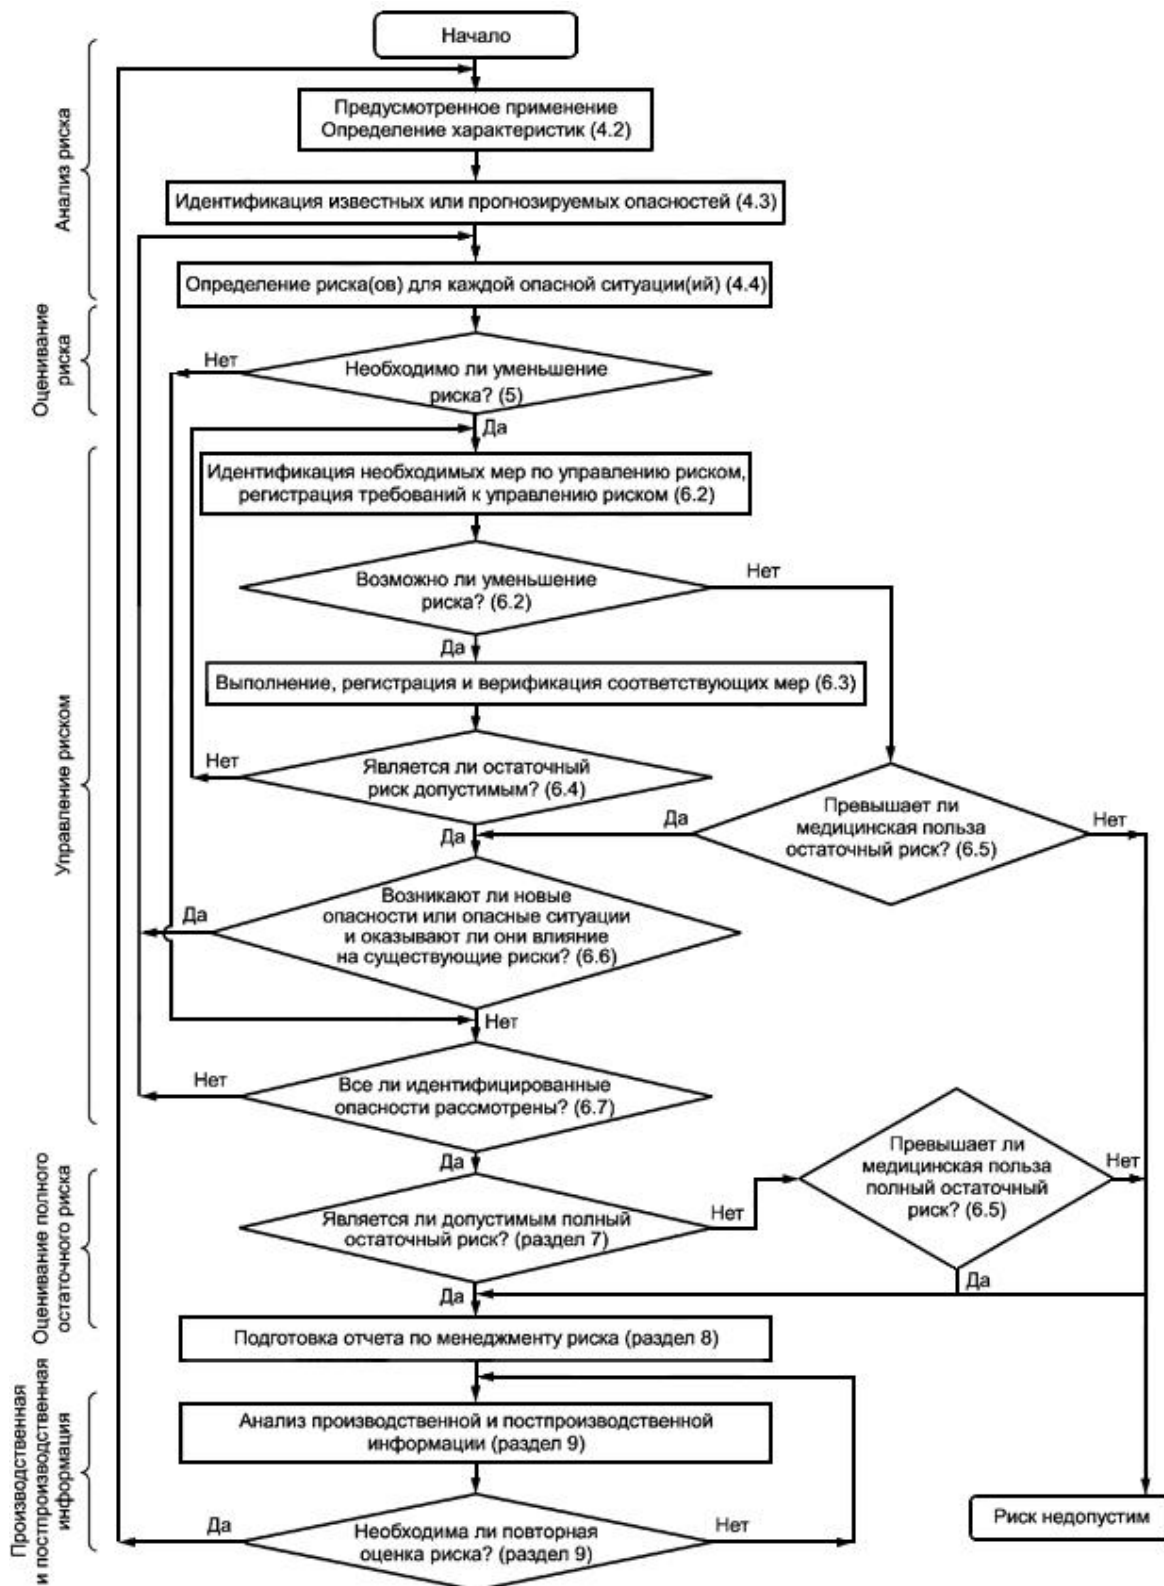 Начало
Анализ риска
Предусмотренное применение
Определение характеристик (4.2)
Идентификация известных или прогнозируемых опасностей (4.3)
Определение риска(ов) для каждой опасной ситуации(ий) (4.4)
Оценивание
риска
Нет
Необходимо ли уменьшение
риска? (5)
Да
Управление риском
Идентификация необходимых мер по управлению риском,
регистрация требований к управлению риском (6.2)
Возможно ли уменьшение
риска? (6.2)
Нет
Да
Выполнение, регистрация и верификация соответствующих мер (6.3)
Нет
Является ли остаточный
риск допустимым? (6.4)
Да
Да
Превышает ли
медицинская польза
остаточный риск? (6.5)
Нет
Да
Возникают ли новые
опасности или опасные ситуации
и оказывают ли они влияние
на существующие риски? (6.6)
Нет
Нет
Все ли идентифицированные
опасности рассмотрены? (6.7)
Да
Оценивание полного
остаточного риска
Является ли допустимым полный
остаточный риск? (раздел 7)
Нет
Превышает ли
медицинская польза
полный остаточный
риск? (6.5)
Нет
Да
Да
Подготовка отчета по менеджменту риска (раздел 8)
Производственная
и постпроизводственная
информация
Анализ производственной и постпроизводственной
информации (раздел 9)
Да
Необходима ли повторная
оценка риска? (раздел 9)
Нет
Риск недопустим